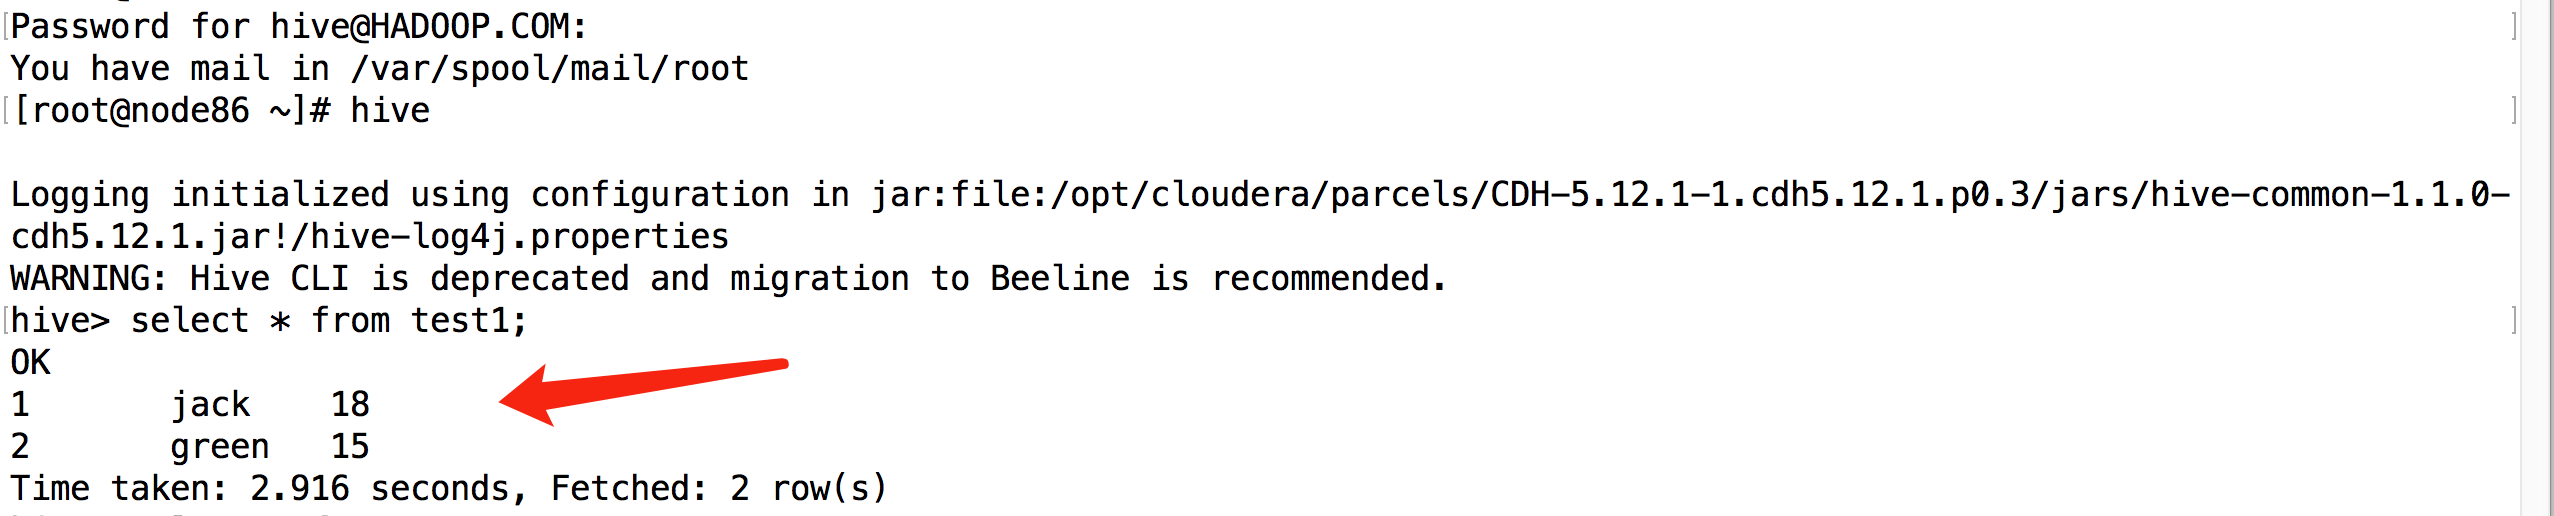 [Password for hive@HADOOP.COM: ]
You have mail in /var/spool/mail/root
[[root@node86 ~]# hive ]
Logging initialized using configuration in jar:file:/opt/cloudera/parcels/CDH-5.12.1-1.cdh5.12.1.p0.3/jars/hive-common-1.1.0-
cdh5.12.1.jar!/hive-log4j.properties
WARNING: Hive CLI is deprecated and migration to Beeline is recommended.
[hive> select * from test1; ]
OK
1 jack 18
2 green 15
Time taken: 2.916 seconds, Fetched: 2 row(s)